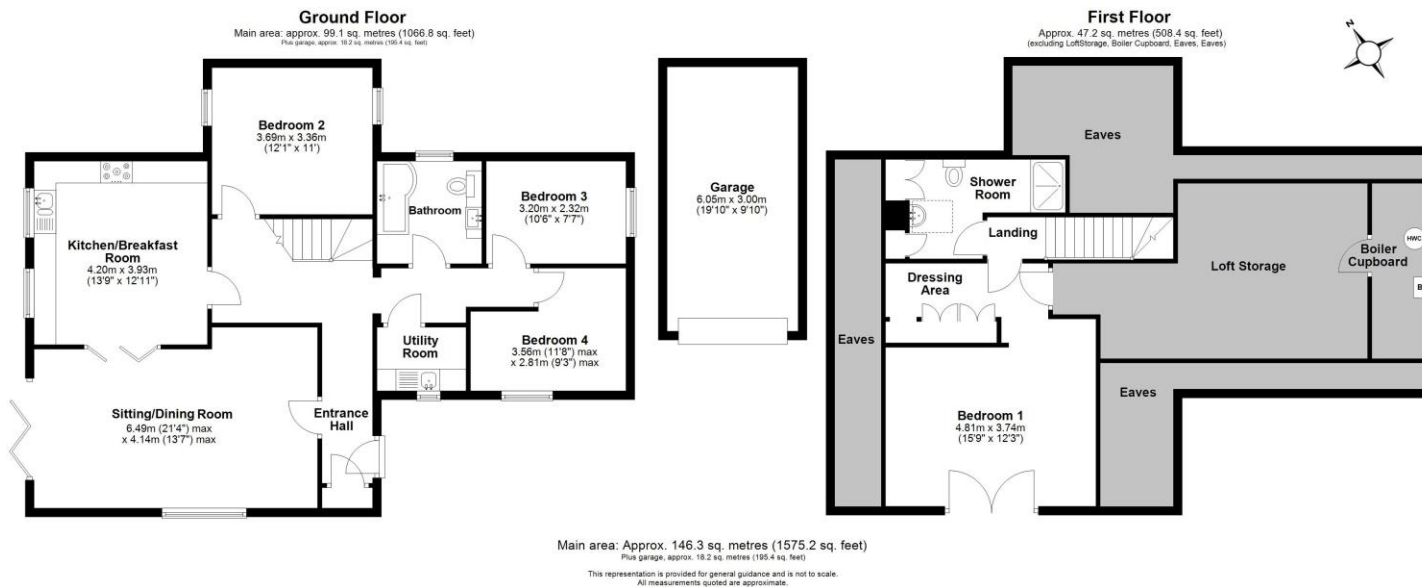 Ground Floor
Main area: approx. 99.1 sq. metres (1066.8 sq. feet)
Plus garage, approx. 18.2 sq. metres (195.4 sq. feet)
Bedroom 2
3.69m x 3.36m
(12'1" x 11')
Kitchen/Breakfast
Room
4.20m x 3.93m
(13'9" x 12'11")
Bathroom
Bedroom 3
3.20m x 2.32m
(10'6" x 7'7")
Utility
Room
Bedroom 4
3.56m (11'8") max
x 2.81m (9'3") max
Sitting/Dining Room
6.49m (21'4") max
x 4.14m (13'7") max
Entrance
Hall
Garage
6.05m x 3.00m
(19'10" x 9'10")
First Floor
Approx. 47.2 sq. metres (508.4 sq. feet)
(excluding LoftStorage, Boiler Cupboard, Eaves, Eaves)
N
Eaves
Shower
Room
Landing
Dressing
Area
Loft Storage
Boiler
Cupboard
HWC
B
Eaves
Eaves
Bedroom 1
4.81m x 3.74m
(15'9" x 12'3")
Main area: Approx. 146.3 sq. metres (1575.2 sq. feet)
Plus garage, approx. 18.2 sq. metres (195.4 sq. feet)
This representation is provided for general guidance and is not to scale.
All measurements quoted are approximate.